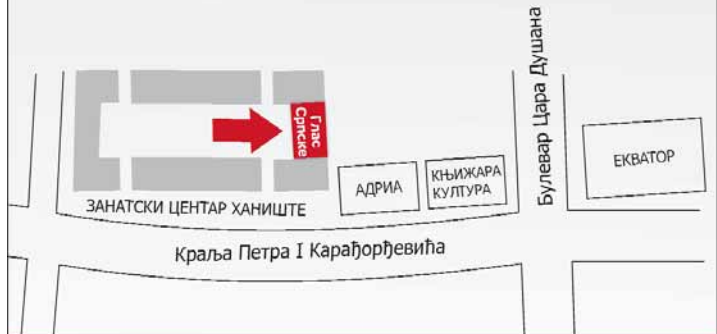 Глас
Српске
Булевар Цара Душана
АДРИА
КЊИЖАРА
КУЛТУРА
ЕКВАТОР
ЗАНАТСКИ ЦЕНТАР ХАНИШТЕ
Краља Петра I Карађорђевића